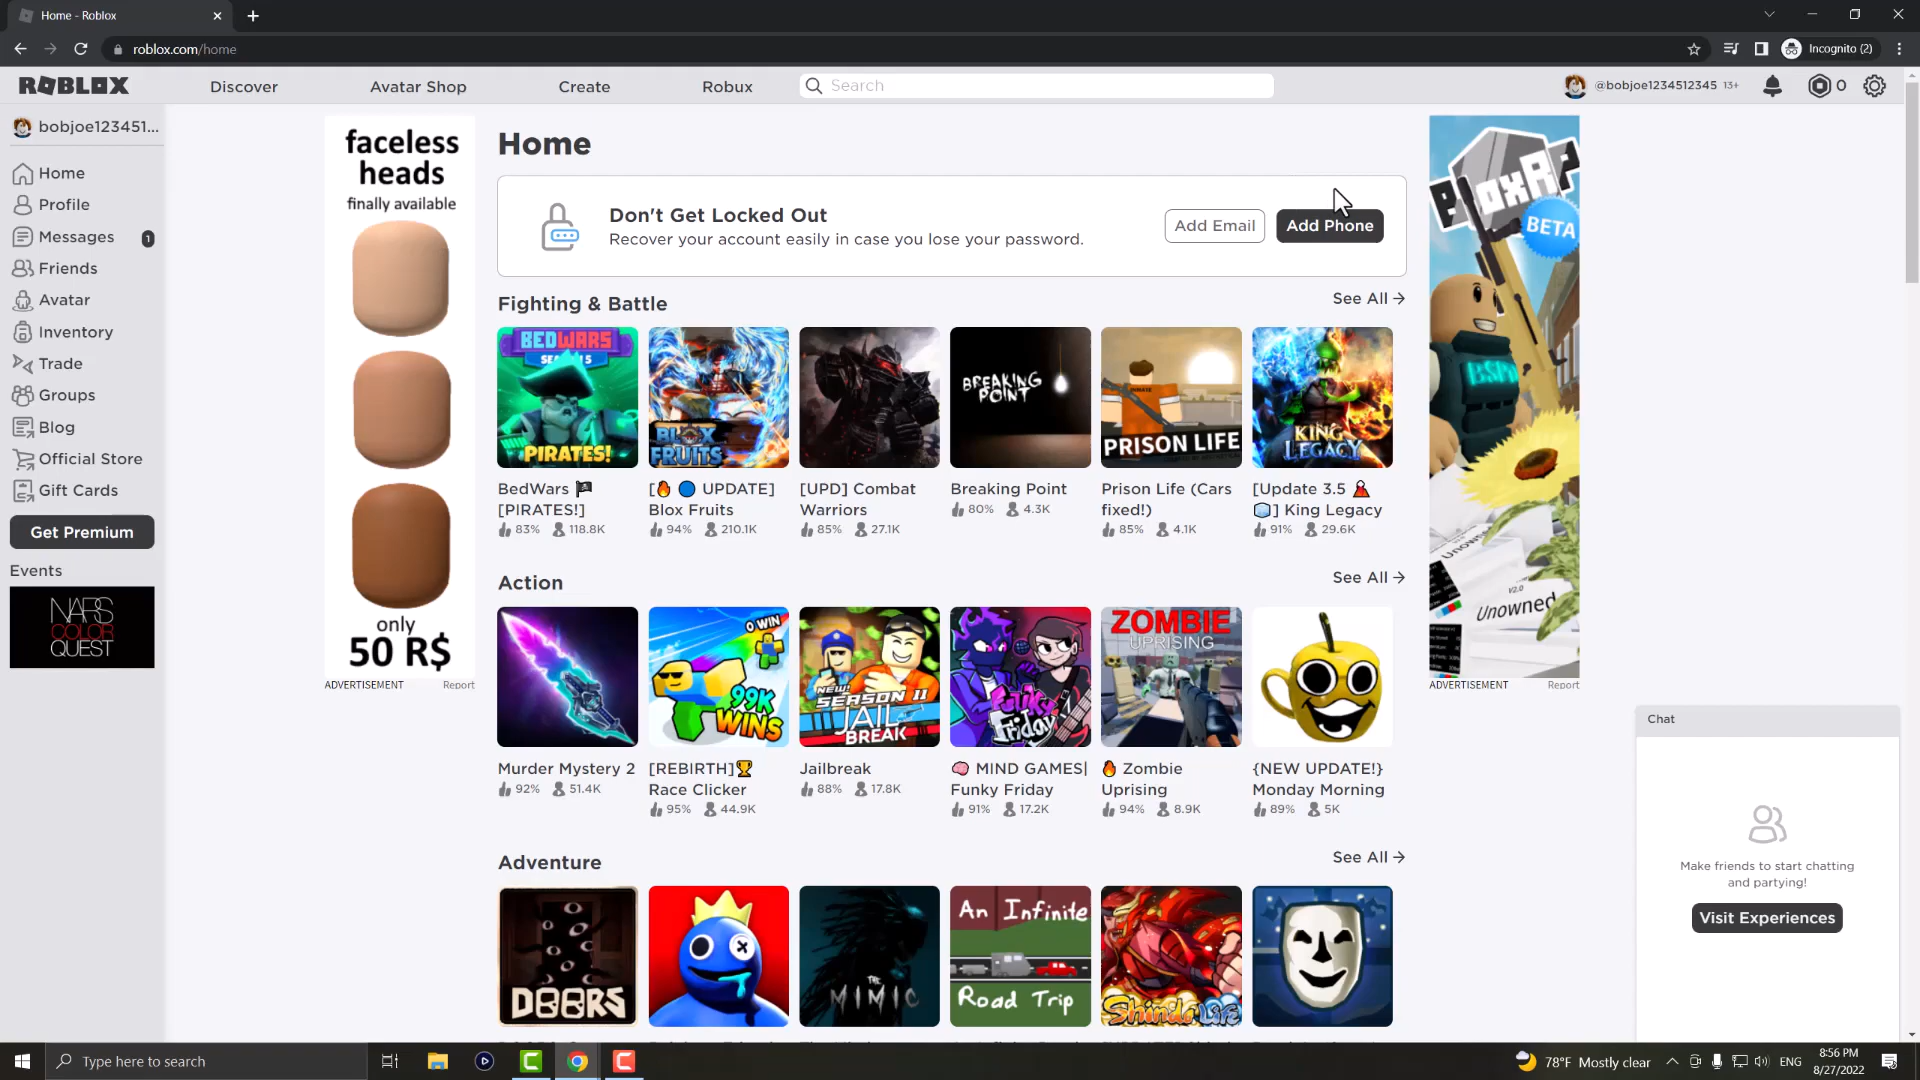 Home - Roblox
roblox.com/home
Incognito (2)
ROBLOX
Discover
Avatar Shop
Create
Robux
Search
@bobjoe1234512345 13+
0
bobjoe123451...
Home
Profile
Messages
1
Friends
Avatar
Inventory
Trade
Groups
Blog
Official Store
Gift Cards
Get Premium
Events
NARS
COLOR
QUEST
faceless
heads
finally available
only
50 R$
ADVERTISEMENT
Report
Home
Don't Get Locked Out
Recover your account easily in case you lose your password.
Add Email
Add Phone
Fighting & Battle
See All →
BEDWARS
PIRATES!
BLOX
FRUITS
BREAKING
POINT
PRISON LIFE
KING
LEGACY
BedWars 🏴
[PIRATES!]
83% 118.8K
[🔥 🔵 UPDATE]
Blox Fruits
94% 210.1K
[UPD] Combat
Warriors
85% 27.1K
Breaking Point
80% 4.3K
Prison Life (Cars
fixed!)
85% 4.1K
[Update 3.5 🌋
🧊] King Legacy
91% 29.6K
Action
See All →
0 WIN
99K
WINS
NEW!
SEASON 11
JAIL
BREAK
Funky
Friday
ZOMBIE
UPRISING
Murder Mystery 2
92% 51.4K
[REBIRTH]🏆
Race Clicker
95% 44.9K
Jailbreak
88% 17.8K
🧠 MIND GAMES|
Funky Friday
91% 17.2K
🔥 Zombie
Uprising
94% 8.9K
{NEW UPDATE!}
Monday Morning
89% 5K
Adventure
See All →
DOORS
THE
MIMIC
An Infinite
Road Trip
Shindo Life
BloxRP
BETA
V2.0
Unowned
ADVERTISEMENT
Report
Chat
Make friends to start chatting
and partying!
Visit Experiences
Type here to search
78°F Mostly clear
ENG
8:56 PM
8/27/2022